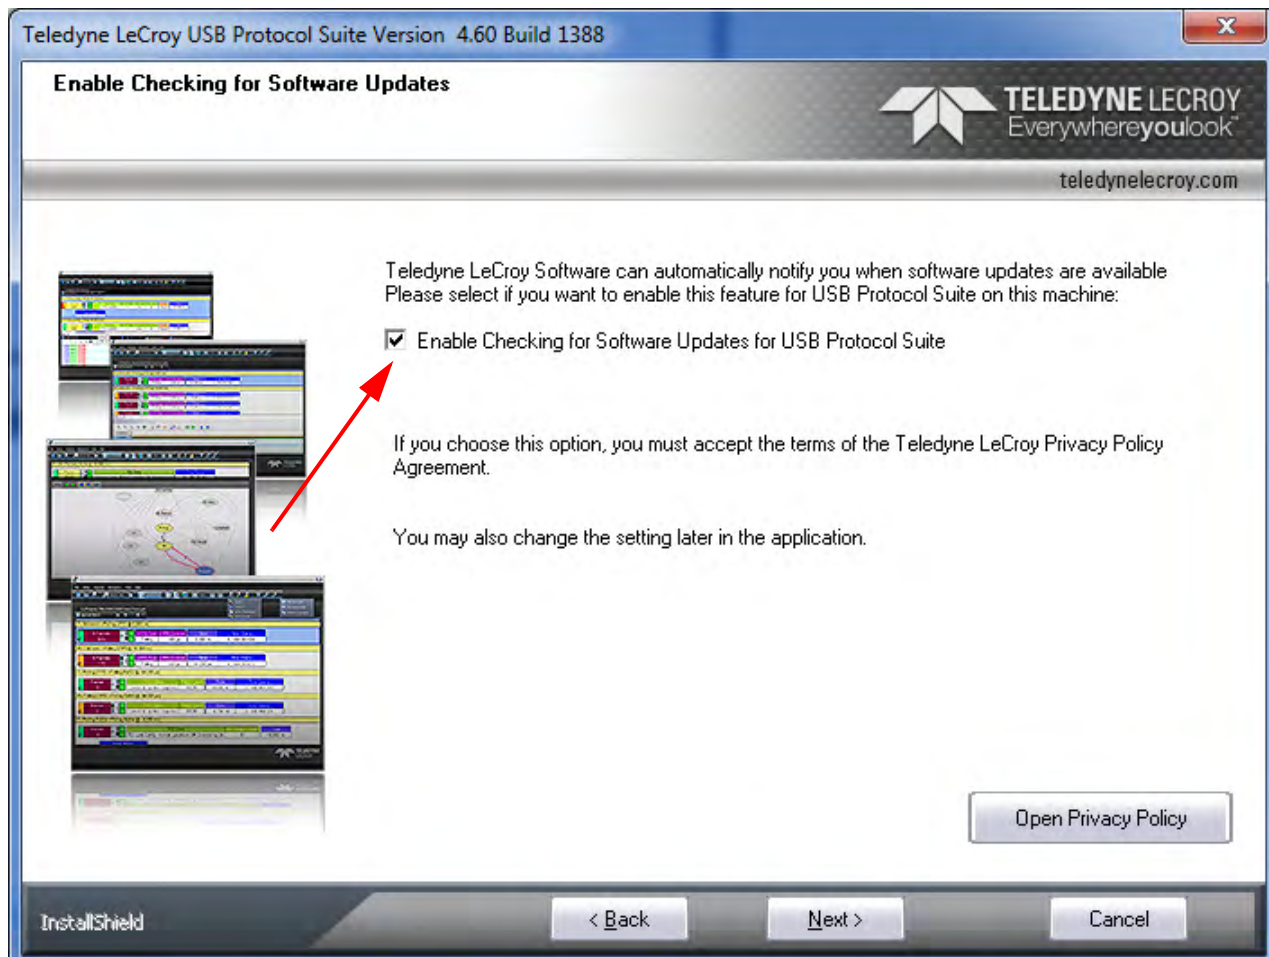 Teledyne LeCroy USB Protocol Suite Version 4.60 Build 1388
Enable Checking for Software Updates
TELEDYNE LECROY
Everywhereyoulook™
teledynelecroy.com
Teledyne LeCroy Software can automatically notify you when software updates are available
Please select if you want to enable this feature for USB Protocol Suite on this machine:
Enable Checking for Software Updates for USB Protocol Suite
If you choose this option, you must accept the terms of the Teledyne LeCroy Privacy Policy
Agreement.
You may also change the setting later in the application.
Open Privacy Policy
InstallShield
< Back
Next >
Cancel